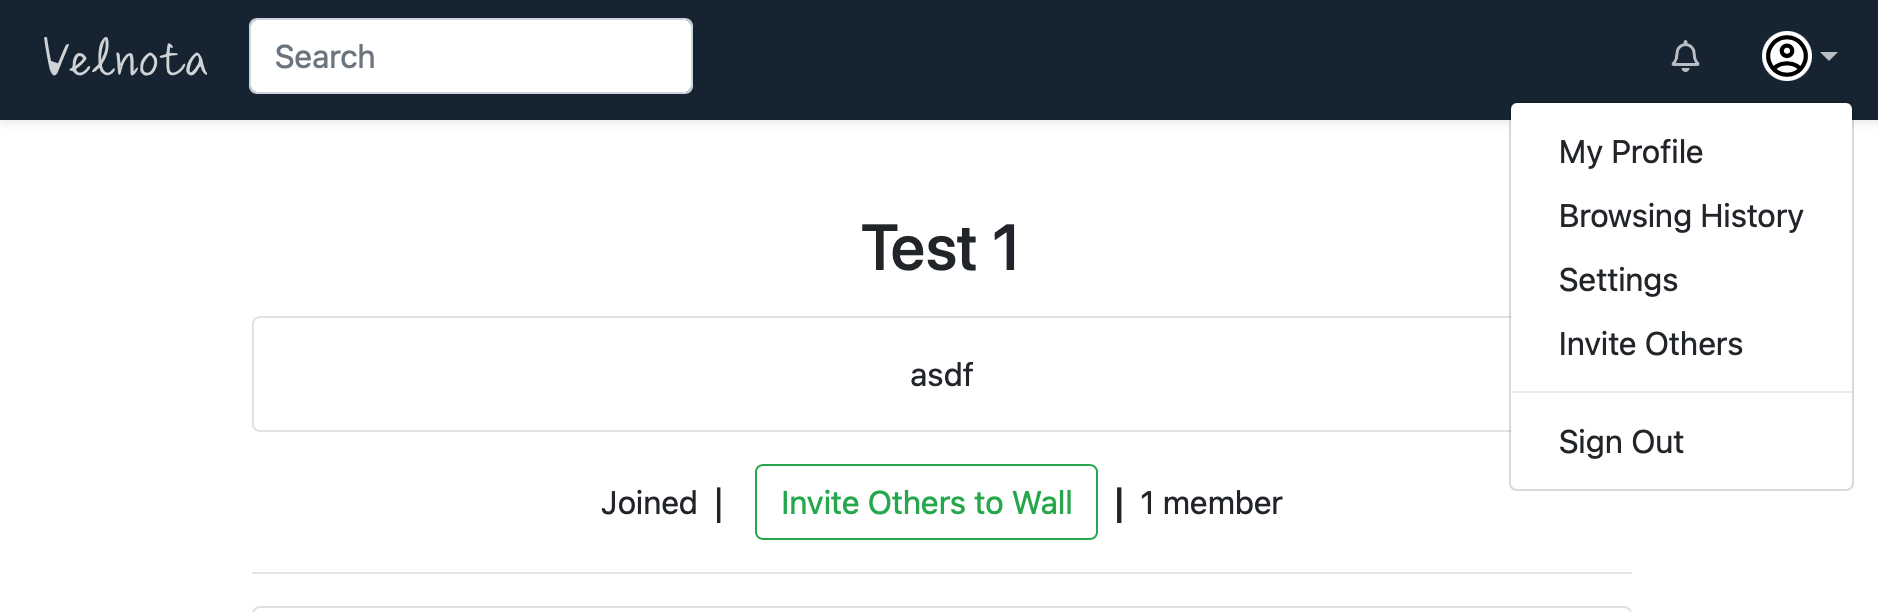 Velnota
Search
My Profile
Browsing History
Settings
Invite Others
Sign Out
Test 1
asdf
Joined | Invite Others to Wall | 1 member